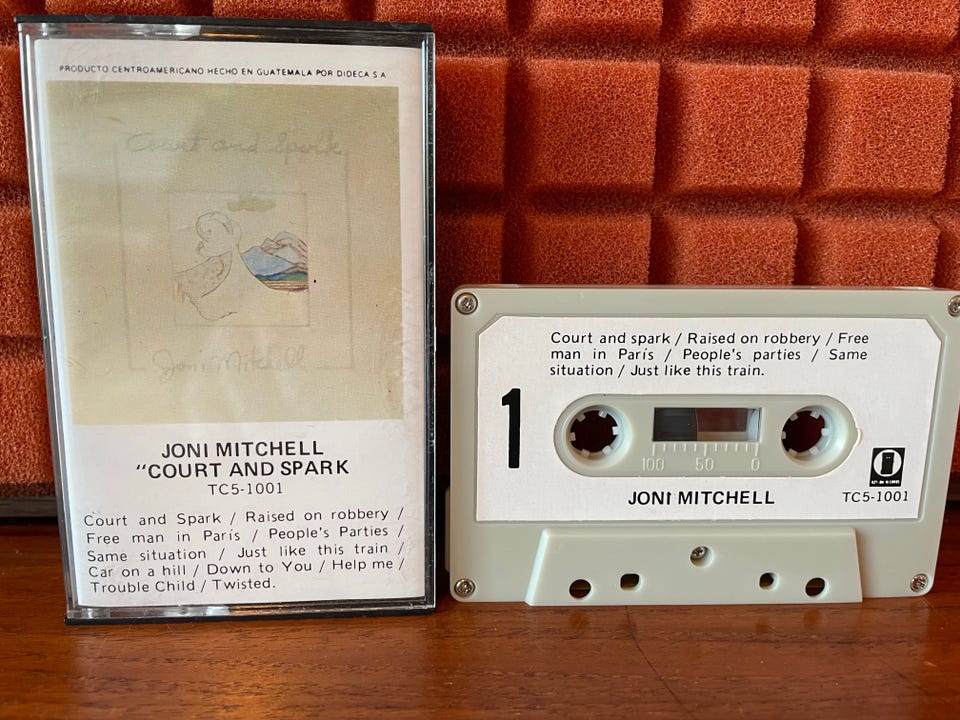 PRODUCTO CENTROAMERICANO HECHO EN GUATEMALA POR DIDECA S.A.
Court and Spark
Joni Mitchell
JONI MITCHELL
"COURT AND SPARK
TC5-1001
Court and Spark / Raised on robbery /
Free man in París / People's Parties /
Same situation / Just like this train /
Car on a hill / Down to You / Help me /
Trouble Child / Twisted.
Court and spark / Raised on robbery / Free
man in París / People's parties / Same
situation / Just like this train.
1
100 50 0
JONI MITCHELL
TC5-1001